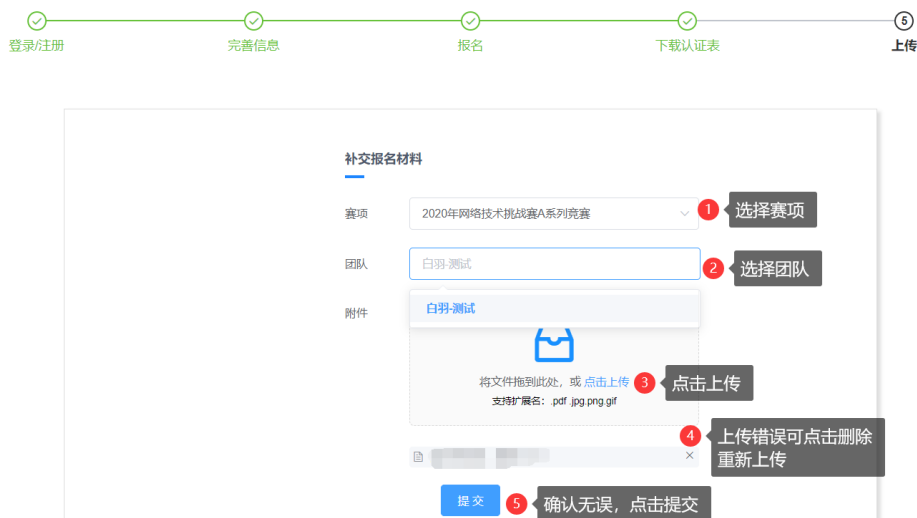 5
登录/注册
完善信息
报名
下载认证表
上传
补交报名材料
赛项
2020年网络技术挑战赛A系列竞赛
1
选择赛项
团队
白羽-测试
2
选择团队
附件
白羽-测试
将文件拖到此处，或 点击上传
3
点击上传
支持扩展名：.pdf .jpg.png.gif
4
上传错误可点击删除
重新上传
提交
5
确认无误，点击提交